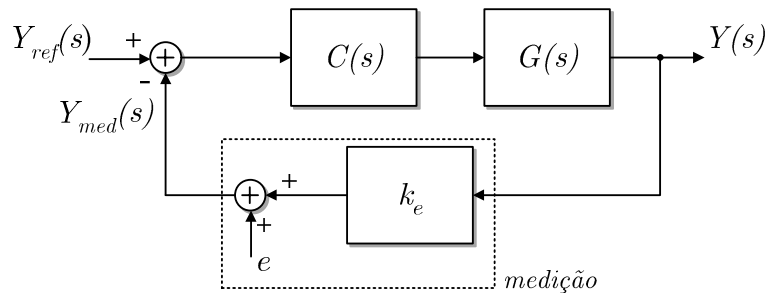 Y_ref(s)
+
+
-
C(s)
G(s)
Y(s)
Y_med(s)
+
+
+
k_e
e
medição